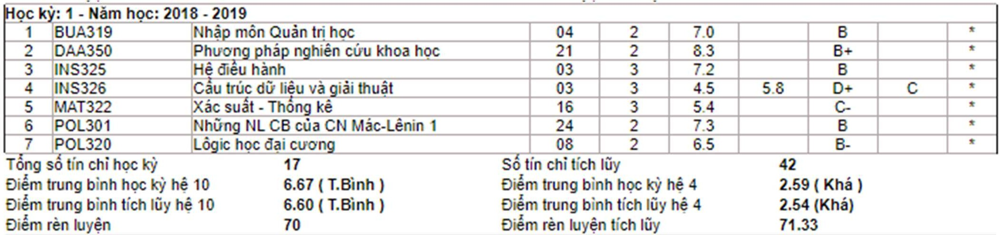 Học kỳ: 1 - Năm học: 2018 - 2019
1 BUA319 Nhập môn Quản trị học 04 2 7.0 B *
2 DAA350 Phương pháp nghiên cứu khoa học 21 2 8.3 B+ *
3 INS325 Hệ điều hành 03 3 7.2 B *
4 INS326 Cấu trúc dữ liệu và giải thuật 03 3 4.5 5.8 D+ C *
5 MAT322 Xác suất - Thống kê 16 3 5.4 C- *
6 POL301 Những NL CB của CN Mác-Lênin 1 24 2 7.3 B *
7 POL320 Lôgic học đại cương 08 2 6.5 B- *
Tổng số tín chỉ học kỳ 17 Số tín chỉ tích lũy 42
Điểm trung bình học kỳ hệ 10 6.67 ( T.Bình ) Điểm trung bình học kỳ hệ 4 2.59 ( Khá )
Điểm trung bình tích lũy hệ 10 6.60 ( T.Bình ) Điểm trung bình tích lũy hệ 4 2.54 (Khá)
Điểm rèn luyện 70 Điểm rèn luyện tích lũy 71.33